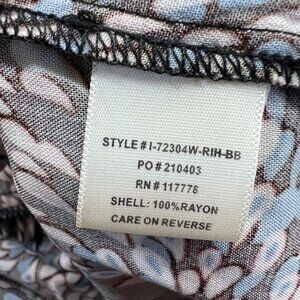 STYLE # I-72304W-RIH-BB
PO # 210403
RN # 117778
SHELL: 100%RAYON
CARE ON REVERSE